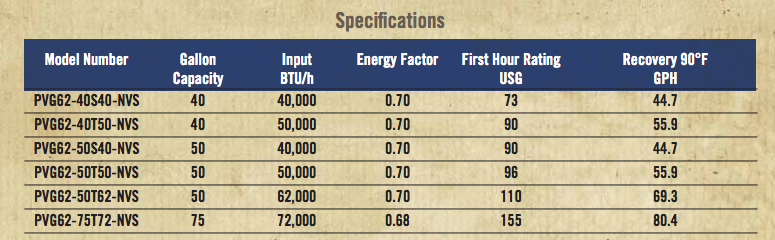 Specifications
Model Number Gallon Capacity Input BTU/h Energy Factor First Hour Rating USG Recovery 90°F GPH
PVG62-40S40-NVS 40 40,000 0.70 73 44.7
PVG62-40T50-NVS 40 50,000 0.70 90 55.9
PVG62-50S40-NVS 50 40,000 0.70 90 44.7
PVG62-50T50-NVS 50 50,000 0.70 96 55.9
PVG62-50T62-NVS 50 62,000 0.70 110 69.3
PVG62-75T72-NVS 75 72,000 0.68 155 80.4